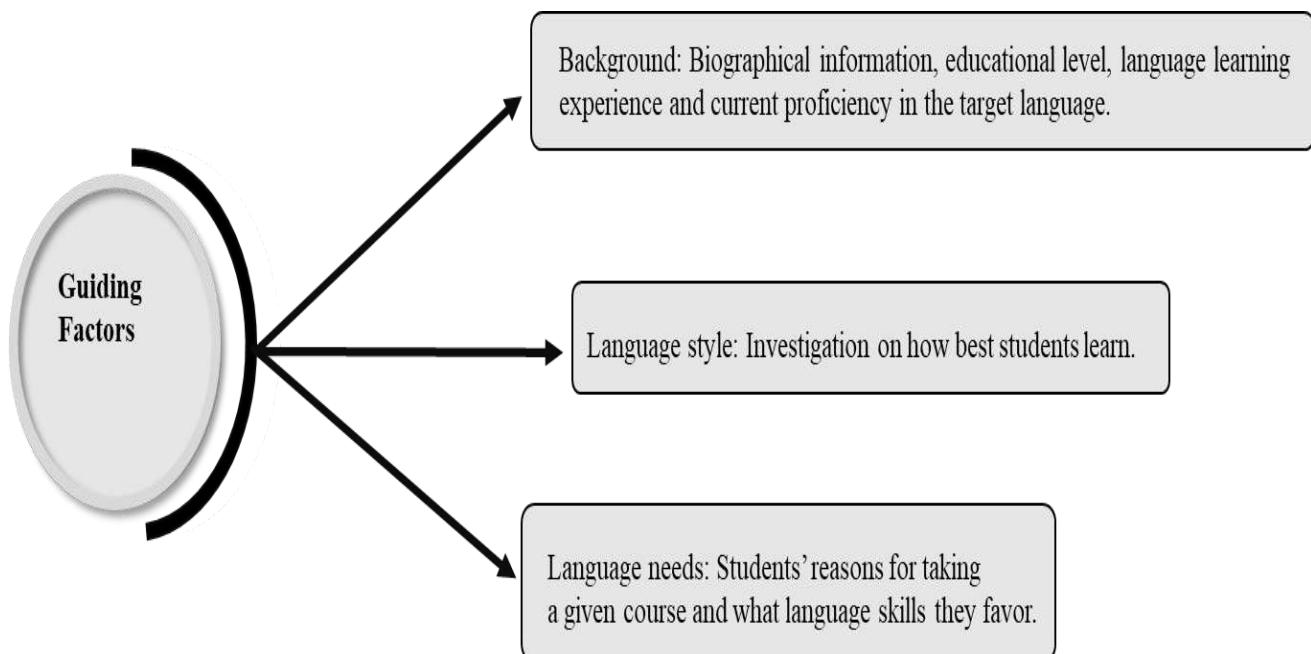 Guiding
Factors
Background: Biographical information, educational level, language learning
experience and current proficiency in the target language.
Language style: Investigation on how best students learn.
Language needs: Students’ reasons for taking
a given course and what language skills they favor.